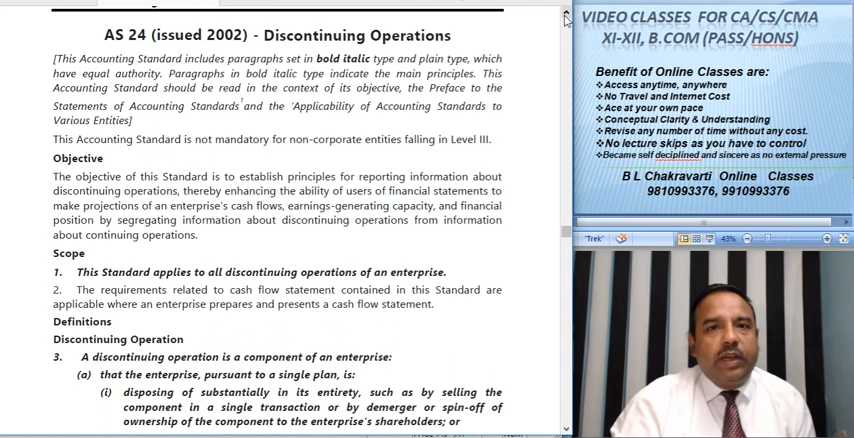 AS 24 (issued 2002) - Discontinuing Operations
[This Accounting Standard includes paragraphs set in bold italic type and plain type, which
have equal authority. Paragraphs in bold italic type indicate the main principles. This
Accounting Standard should be read in the context of its objective, the Preface to the
Statements of Accounting Standards1 and the 'Applicability of Accounting Standards to
Various Entities]
This Accounting Standard is not mandatory for non-corporate entities falling in Level III.
Objective
The objective of this Standard is to establish principles for reporting information about
discontinuing operations, thereby enhancing the ability of users of financial statements to
make projections of an enterprise's cash flows, earnings-generating capacity, and financial
position by segregating information about discontinuing operations from information
about continuing operations.
Scope
1. This Standard applies to all discontinuing operations of an enterprise.
2. The requirements related to cash flow statement contained in this Standard are
applicable where an enterprise prepares and presents a cash flow statement.
Definitions
Discontinuing Operation
3. A discontinuing operation is a component of an enterprise:
(a) that the enterprise, pursuant to a single plan, is:
(i) disposing of substantially in its entirety, such as by selling the
component in a single transaction or by demerger or spin-off of
ownership of the component to the enterprise's shareholders; or
VIDEO CLASSES FOR CA/CS/CMA
XI-XII, B.COM (PASS/HONS)
Benefit of Online Classes are:
❖Access anytime, anywhere
❖No Travel and Internet Cost
❖Ace at your own pace
❖Conceptual Clarity & Understanding
❖Revise any number of time without any cost.
❖No lecture skips as you have to control
❖Became self deciplined and sincere as no external pressure
B L Chakravarti Online Classes
9810993376, 9910993376
"Trek"
43%